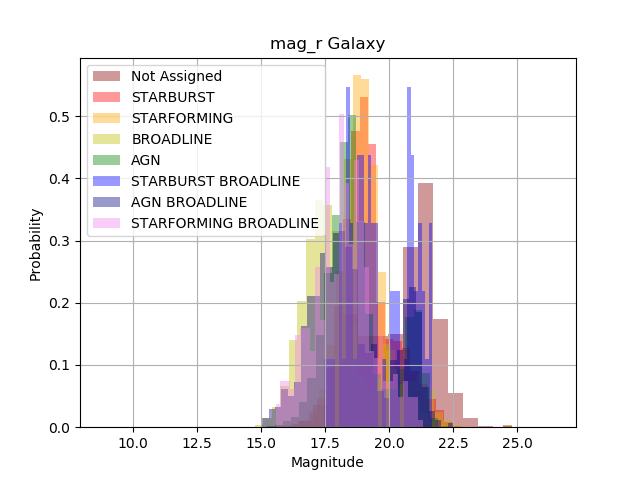 mag_r Galaxy
Not Assigned
STARBURST
STARFORMING
BROADLINE
AGN
STARBURST BROADLINE
AGN BROADLINE
STARFORMING BROADLINE
Probability
0.5
0.4
0.3
0.2
0.1
0.0
10.0 12.5 15.0 17.5 20.0 22.5 25.0
Magnitude